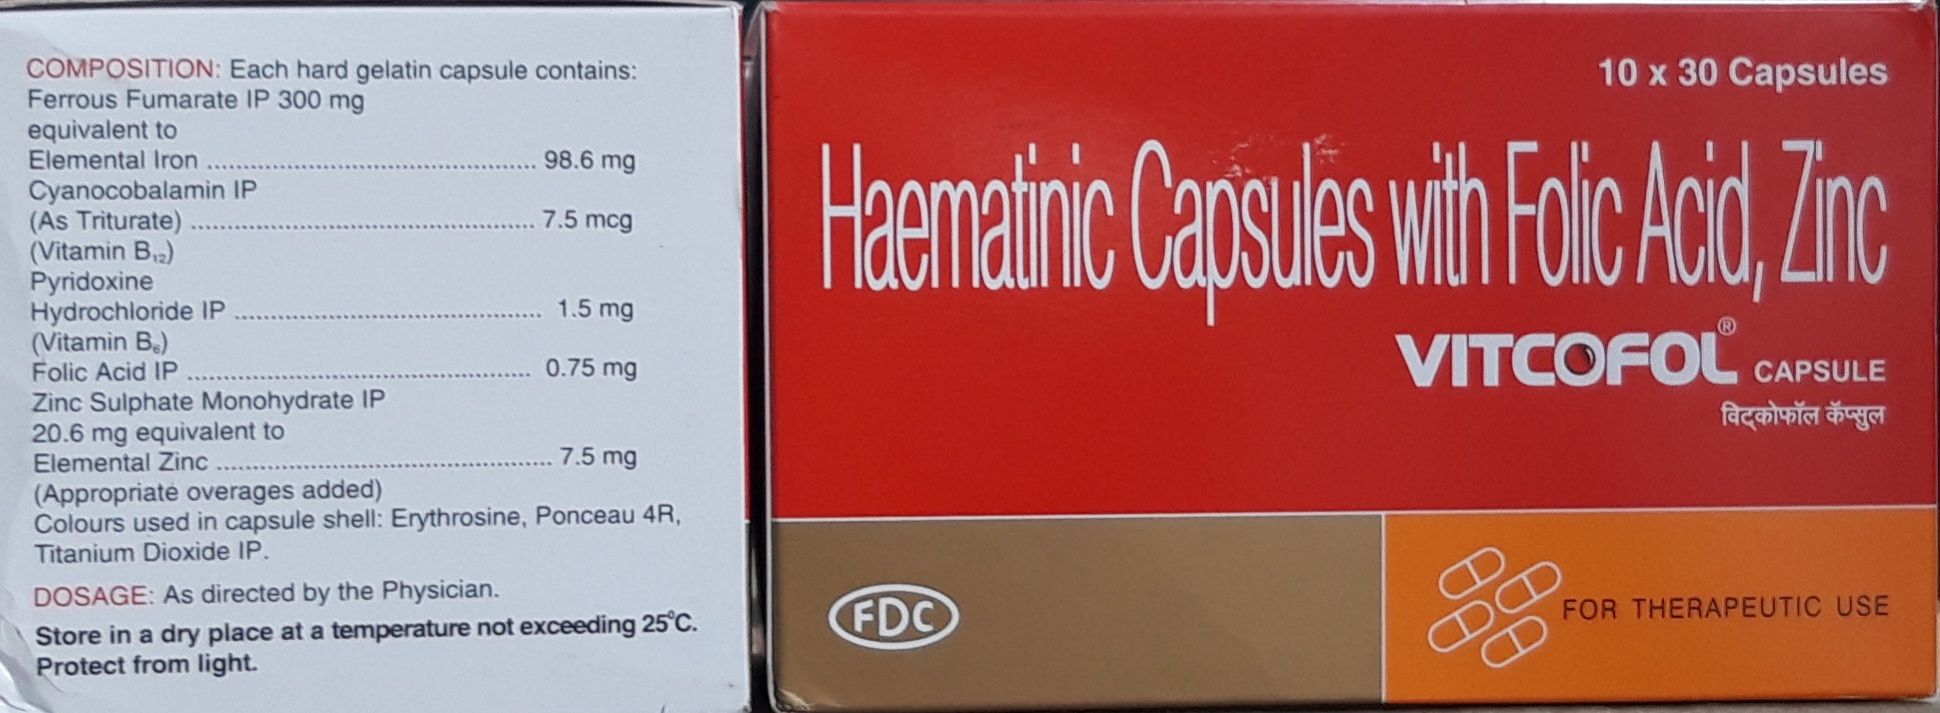 COMPOSITION: Each hard gelatin capsule contains:
Ferrous Fumarate IP 300 mg
equivalent to
Elemental Iron ............................................. 98.6 mg
Cyanocobalamin IP
(As Triturate) ............................................... 7.5 mcg
(Vitamin B₁₂)
Pyridoxine
Hydrochloride IP .......................................... 1.5 mg
(Vitamin B₆)
Folic Acid IP ............................................... 0.75 mg
Zinc Sulphate Monohydrate IP
20.6 mg equivalent to
Elemental Zinc .............................................. 7.5 mg
(Appropriate overages added)
Colours used in capsule shell: Erythrosine, Ponceau 4R,
Titanium Dioxide IP.
DOSAGE: As directed by the Physician.
Store in a dry place at a temperature not exceeding 25°C.
Protect from light.
10 x 30 Capsules
Haematinic Capsules with Folic Acid, Zinc
VITCOFOL® CAPSULE
विट्कोफॉल कॅप्सुल
FDC
FOR THERAPEUTIC USE